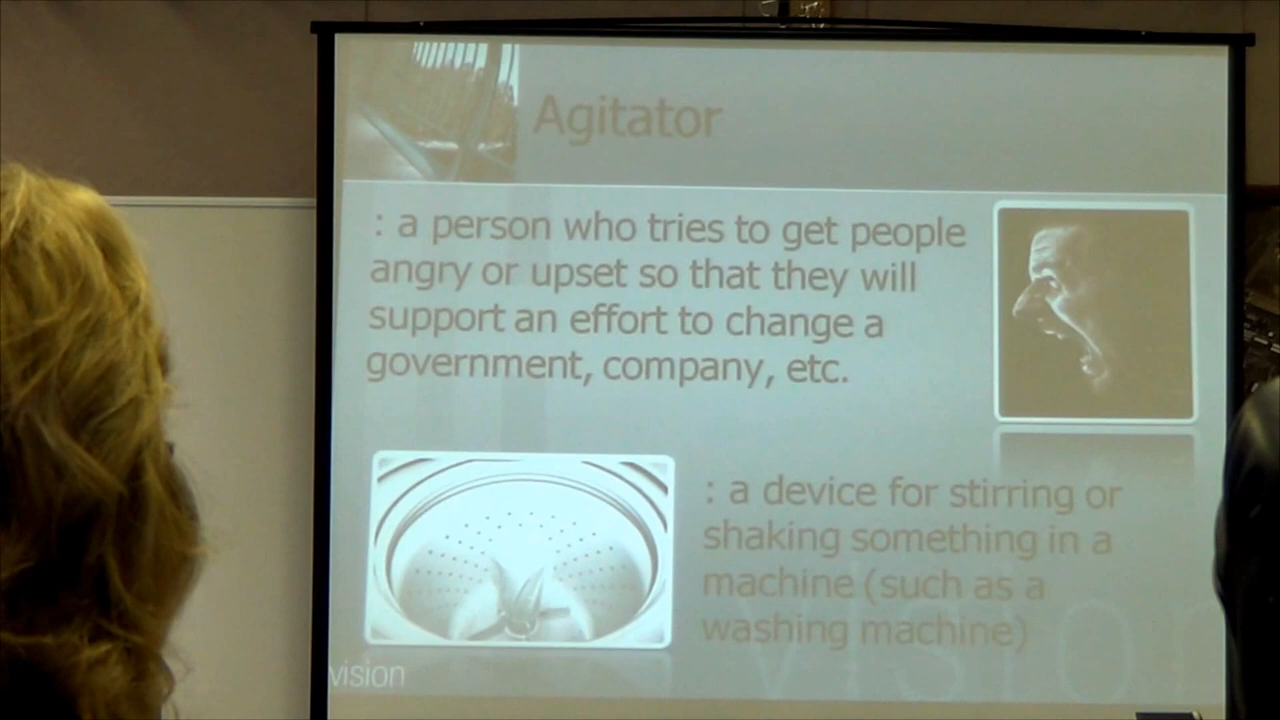 Agitator
: a person who tries to get people
angry or upset so that they will
support an effort to change a
government, company, etc.
: a device for stirring or
shaking something in a
machine (such as a
washing machine)
vision
vision